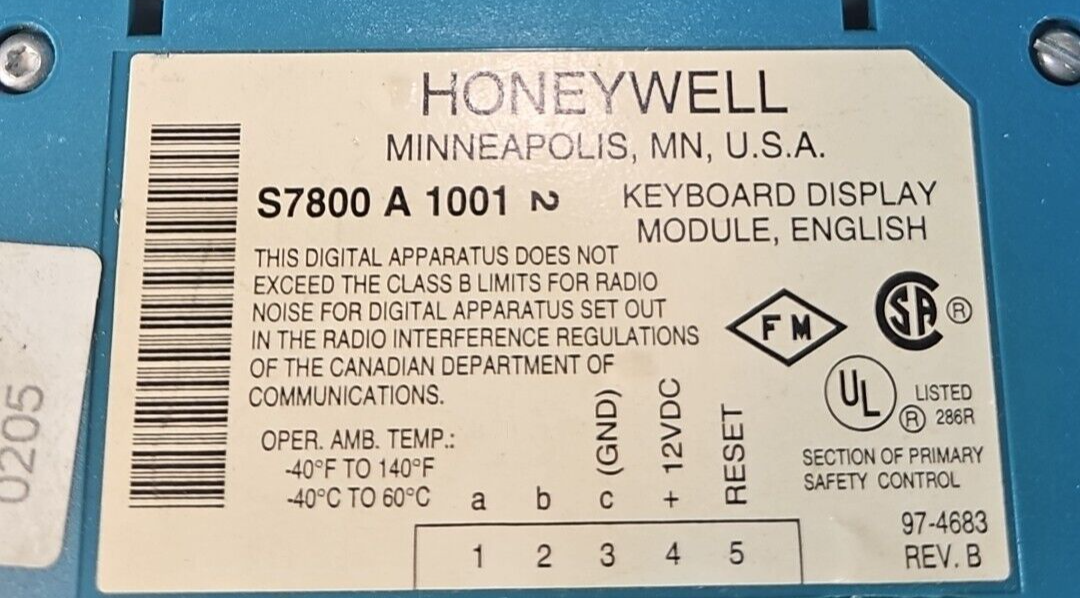 HONEYWELL
MINNEAPOLIS, MN, U.S.A.
S7800 A 1001 2
KEYBOARD DISPLAY
MODULE, ENGLISH
THIS DIGITAL APPARATUS DOES NOT
EXCEED THE CLASS B LIMITS FOR RADIO
NOISE FOR DIGITAL APPARATUS SET OUT
IN THE RADIO INTERFERENCE REGULATIONS
OF THE CANADIAN DEPARTMENT OF
COMMUNICATIONS.
FM
SA ®
UL ® LISTED
286R
OPER. AMB. TEMP.:
-40°F TO 140°F
-40°C TO 60°C
a b c (GND) + 12VDC RESET
1 2 3 4 5
SECTION OF PRIMARY
SAFETY CONTROL
97-4683
REV. B
0205